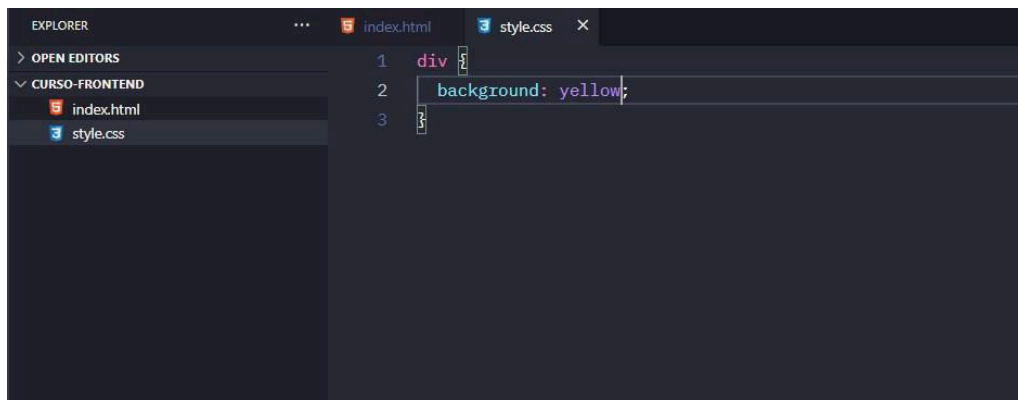 EXPLORER ...
OPEN EDITORS
CURSO-FRONTEND
index.html
style.css
index.html style.css
1 div {
2 background: yellow;
3 }